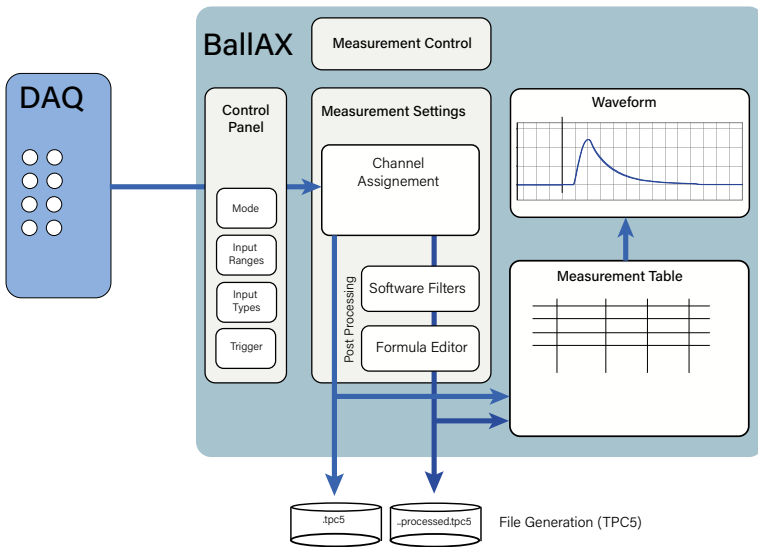 BallAX
Measurement Control
DAQ
Control
Panel
Mode
Input
Ranges
Input
Types
Trigger
Measurement Settings
Channel
Assignement
Post Processing
Software Filters
Formula Editor
Waveform
Measurement Table
.tpc5
..processed.tpc5
File Generation (TPC5)